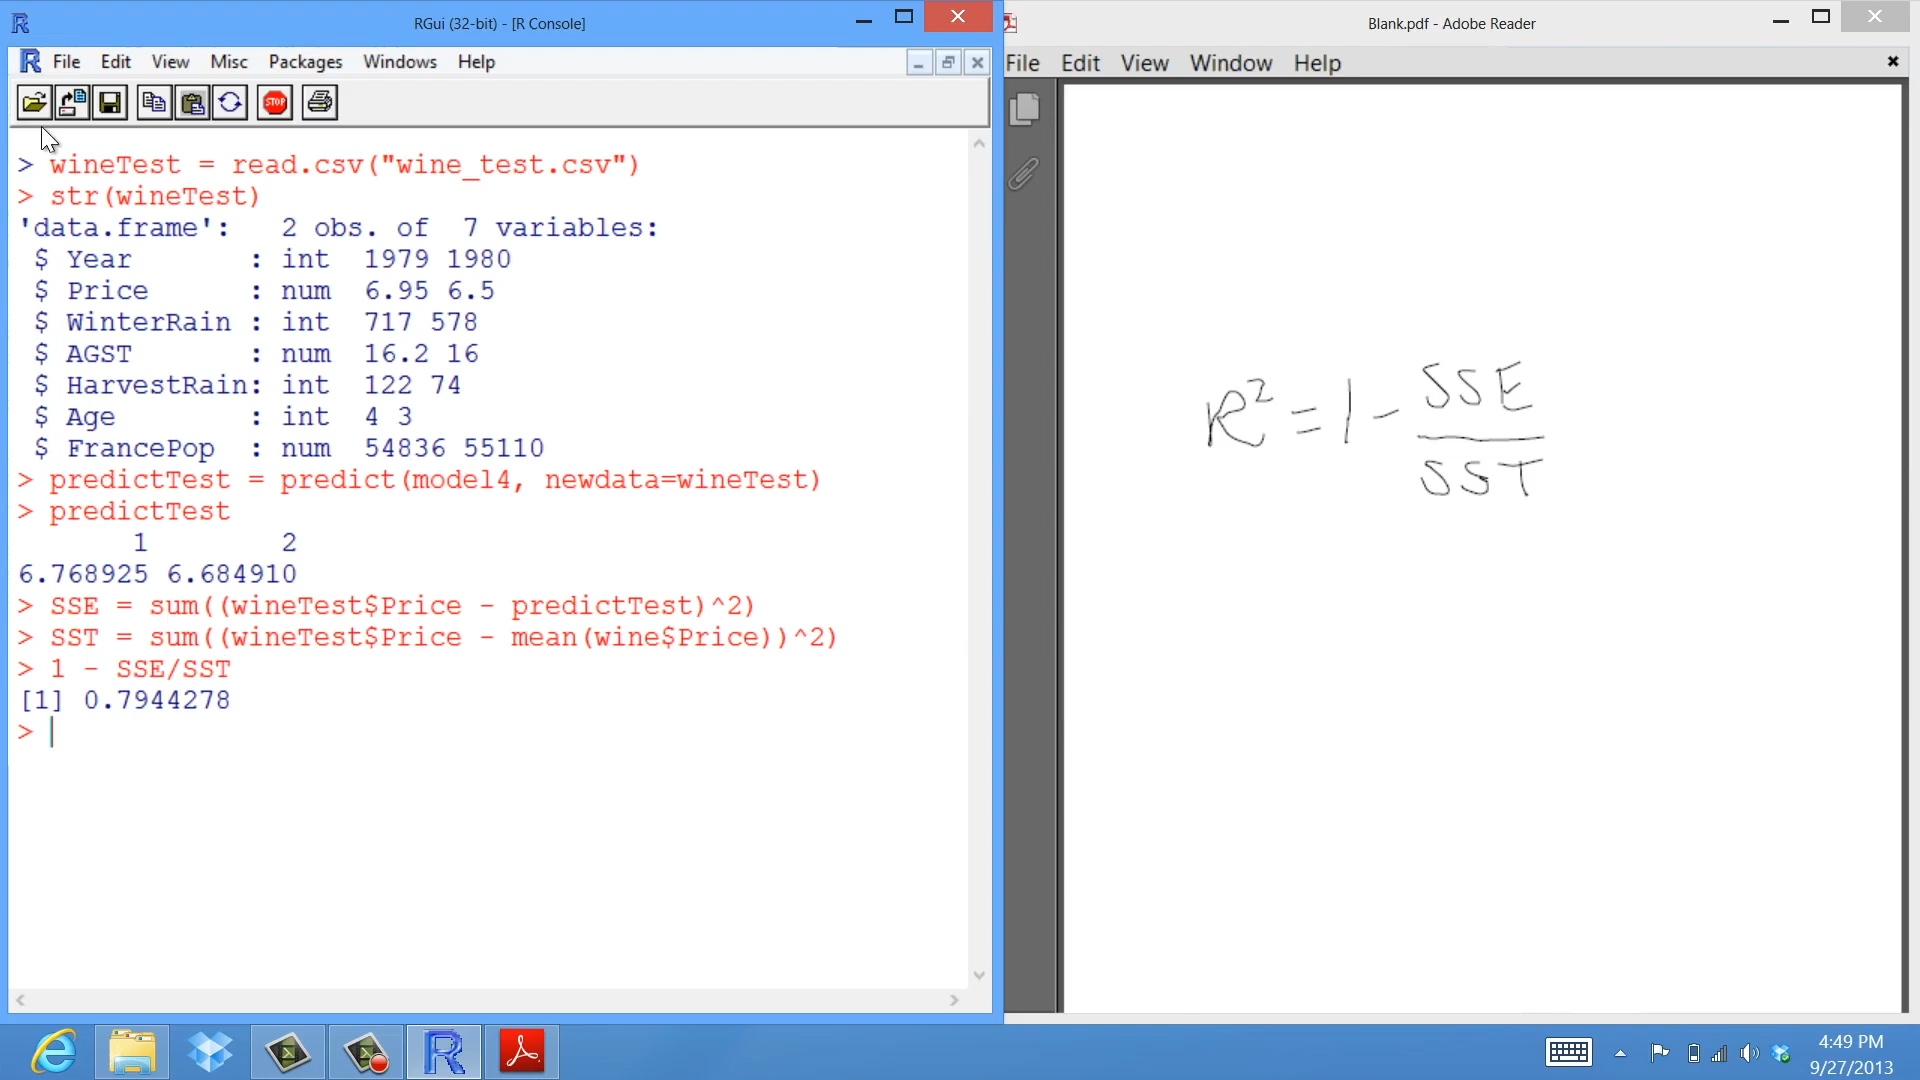 RGui (32-bit) - [R Console]
File Edit View Misc Packages Windows Help
STOP
> wineTest = read.csv("wine_test.csv")
> str(wineTest)
'data.frame':   2 obs. of  7 variables:
 $ Year       : int  1979 1980
 $ Price      : num  6.95 6.5
 $ WinterRain : int  717 578
 $ AGST       : num  16.2 16
 $ HarvestRain: int  122 74
 $ Age        : int  4 3
 $ FrancePop  : num  54836 55110
> predictTest = predict(model4, newdata=wineTest)
> predictTest
       1        2
6.768925 6.684910
> SSE = sum((wineTest$Price - predictTest)^2)
> SST = sum((wineTest$Price - mean(wine$Price))^2)
> 1 - SSE/SST
[1] 0.7944278
>
Blank.pdf - Adobe Reader
File Edit View Window Help
R² = 1 - SSE
SST
4:49 PM
9/27/2013